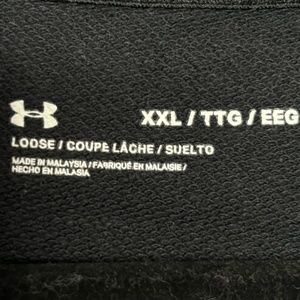 XXL / TTG / EEG
LOOSE / COUPE LÂCHE / SUELTO
MADE IN MALAYSIA / FABRIQUÉ EN MALAISIE /
HECHO EN MALASIA